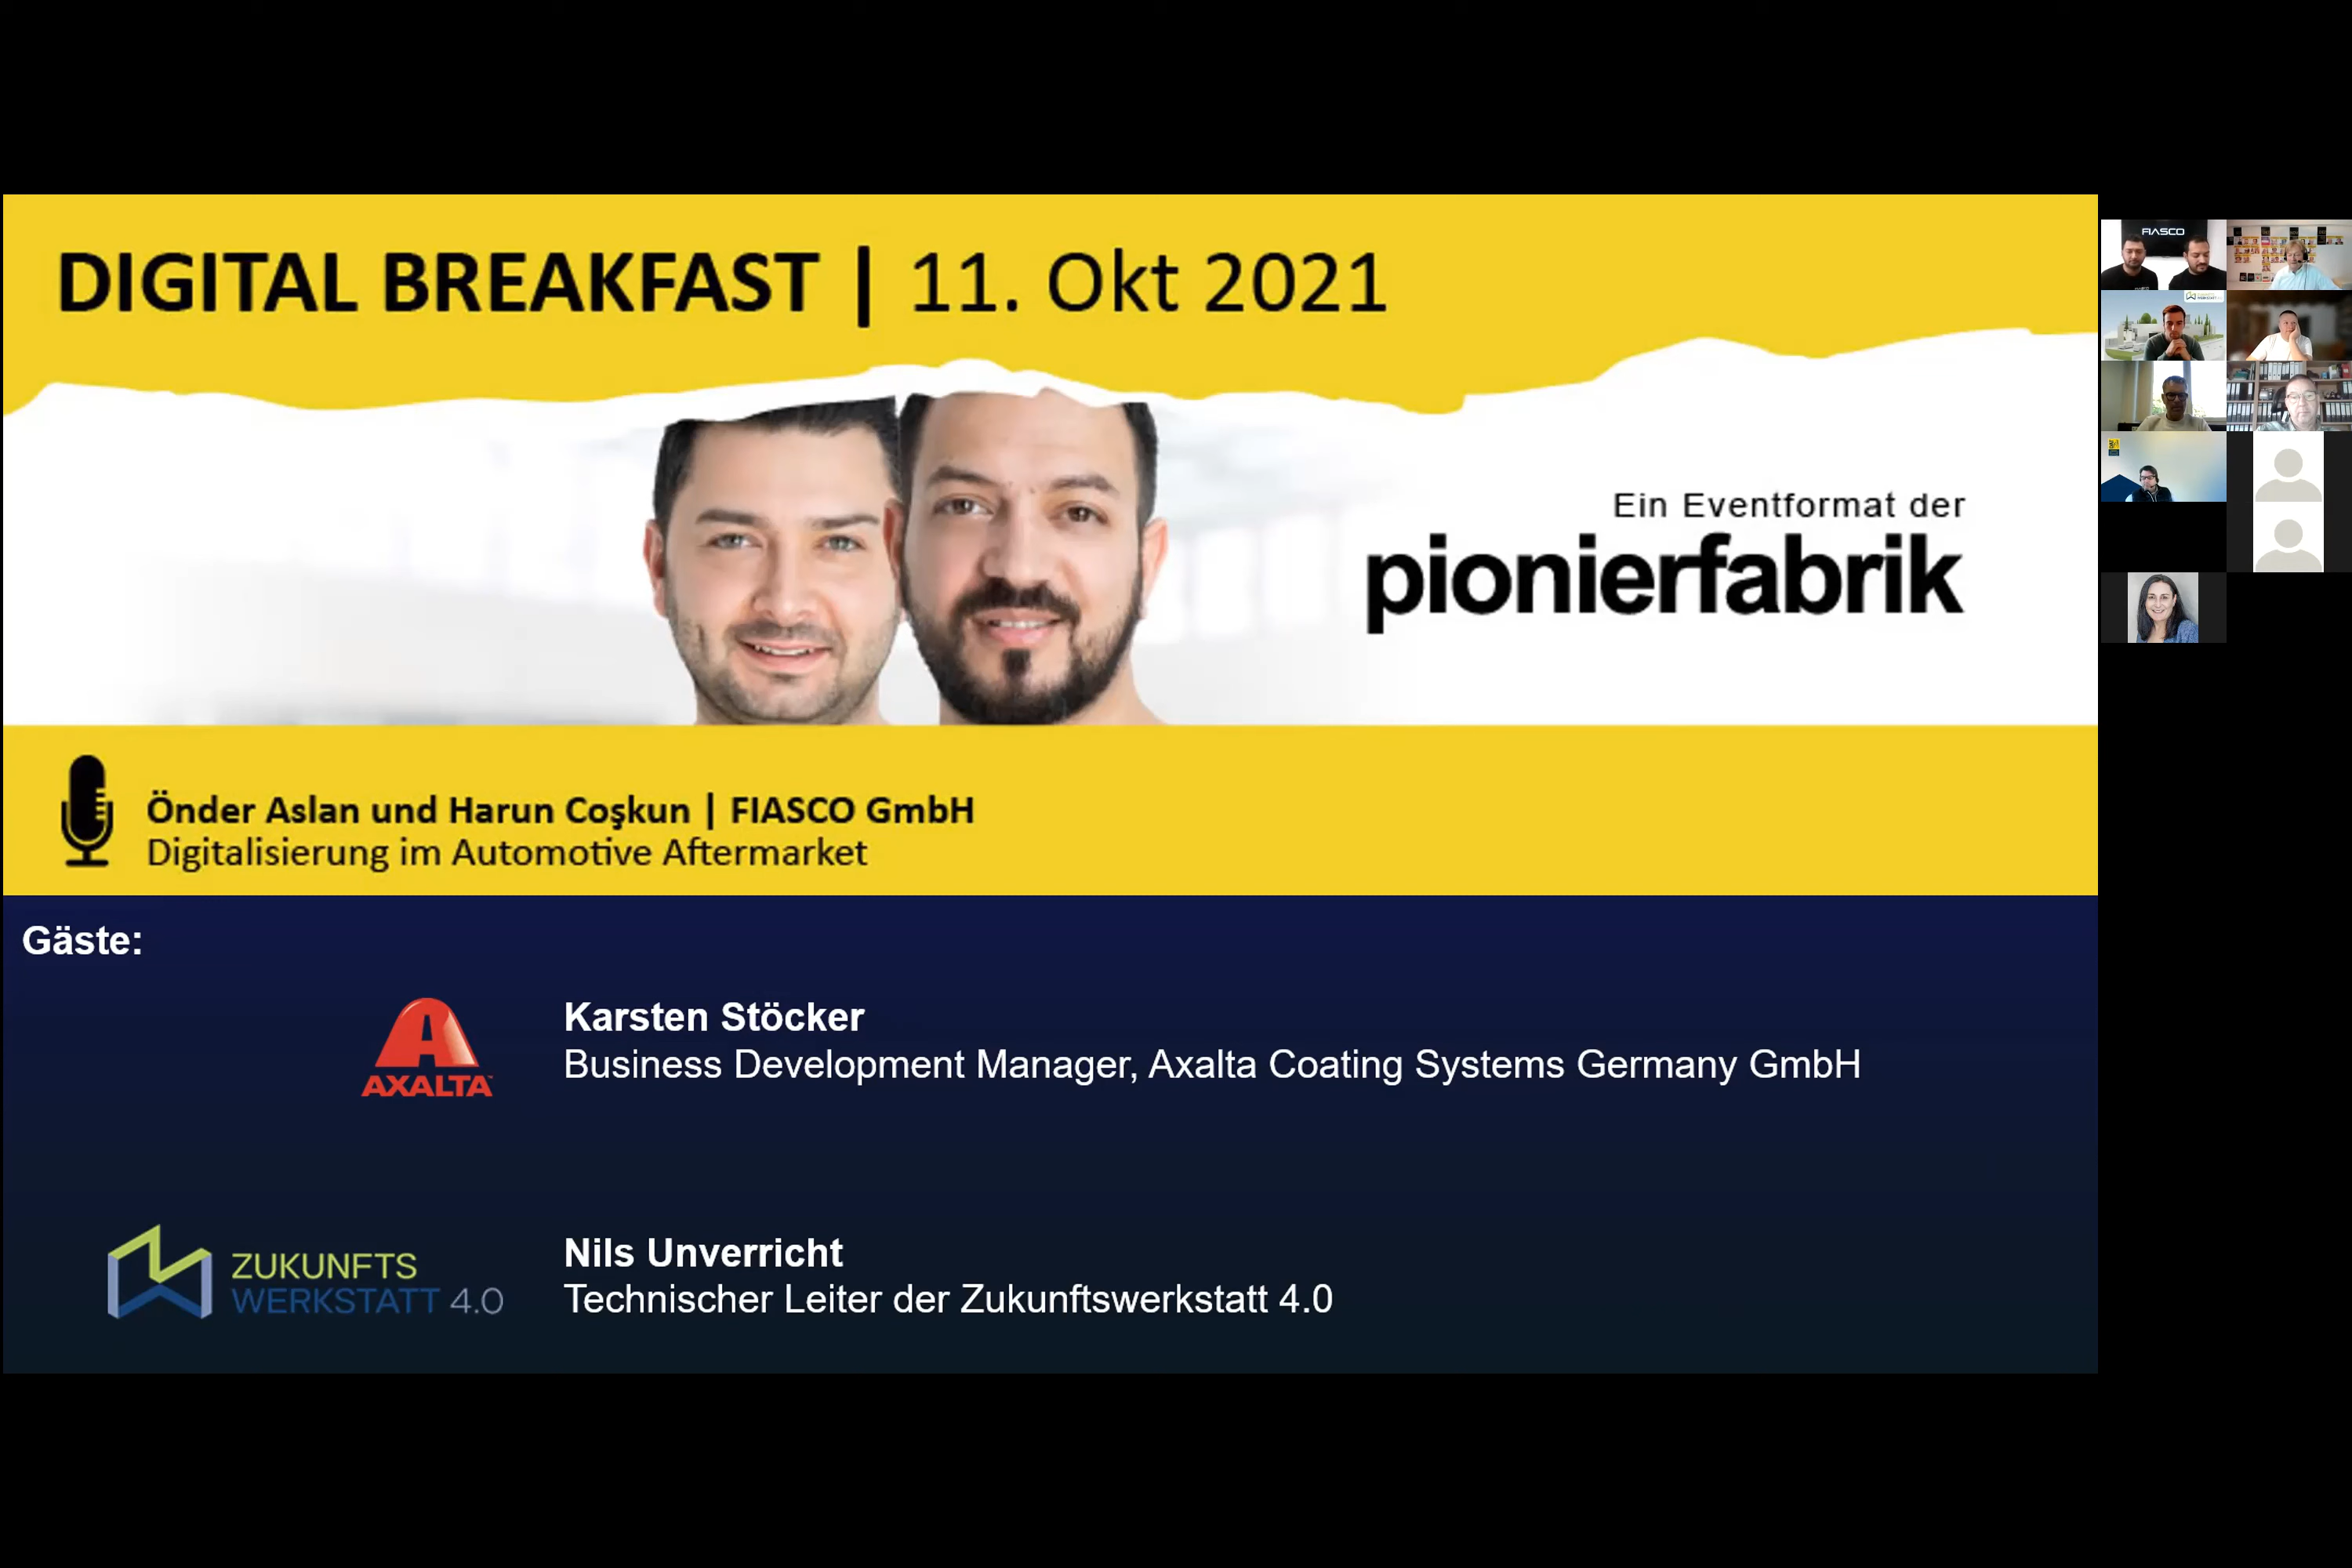 DIGITAL BREAKFAST | 11. Okt 2021
Ein Eventformat der
pionierfabrik
Önder Aslan und Harun Coşkun | FIASCO GmbH
Digitalisierung im Automotive Aftermarket
Gäste:
AXALTA
Karsten Stöcker
Business Development Manager, Axalta Coating Systems Germany GmbH
ZUKUNFTS
WERKSTATT 4.0
Nils Unverricht
Technischer Leiter der Zukunftswerkstatt 4.0
FIASCO